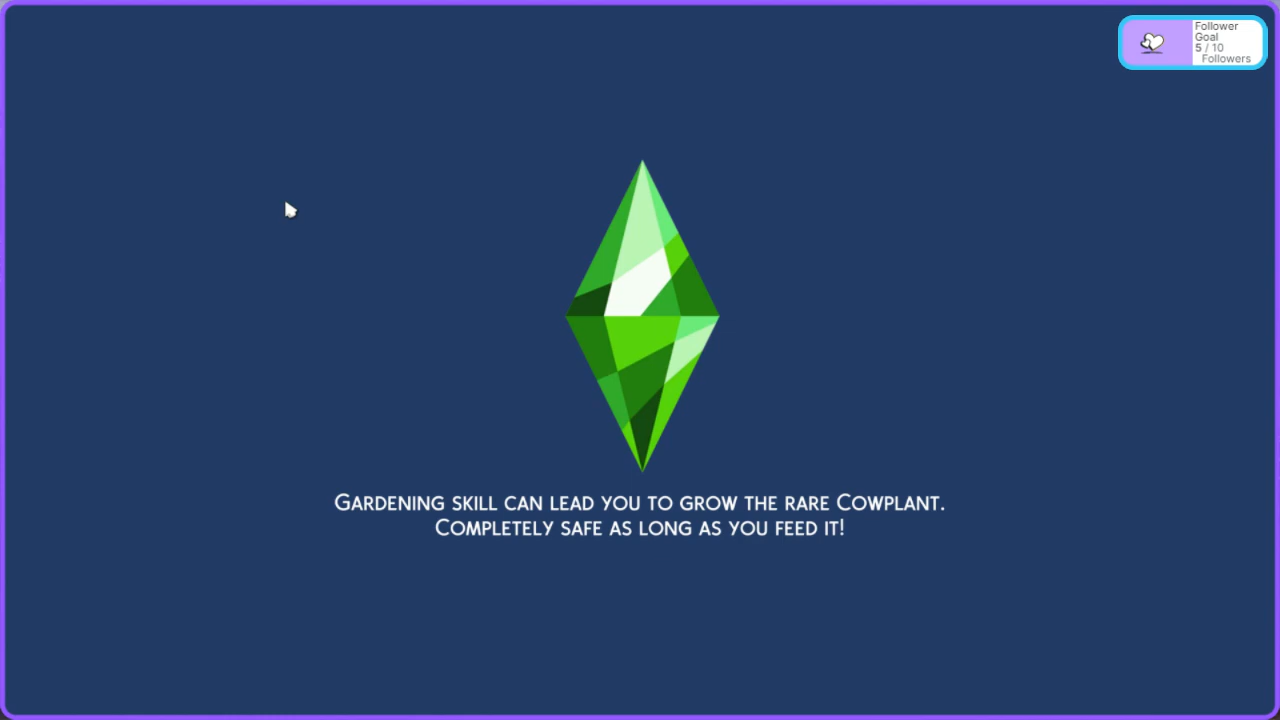 Follower
Goal
5 / 10
Followers
Gardening skill can lead you to grow the rare Cowplant.
Completely safe as long as you feed it!